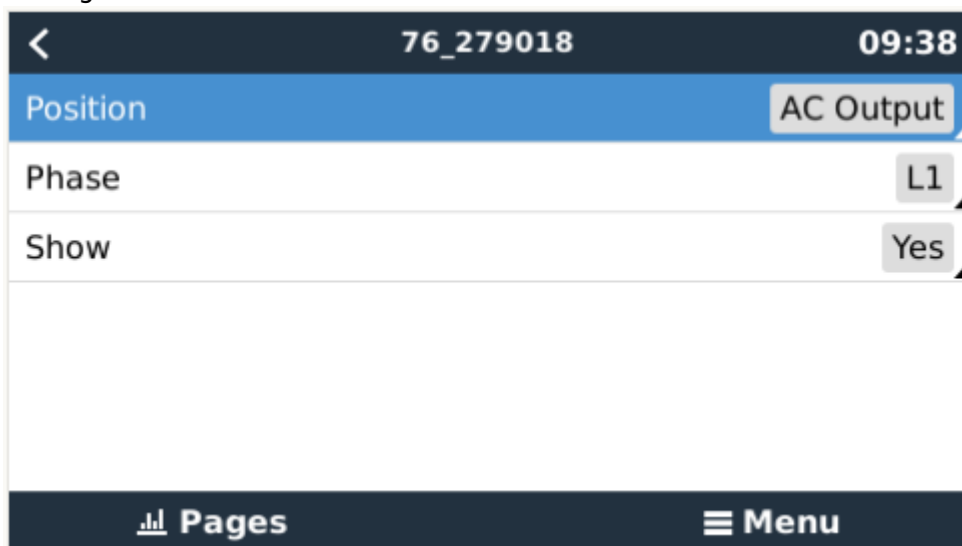 76_279018 09:38
Position AC Output
Phase L1
Show Yes
Pages Menu